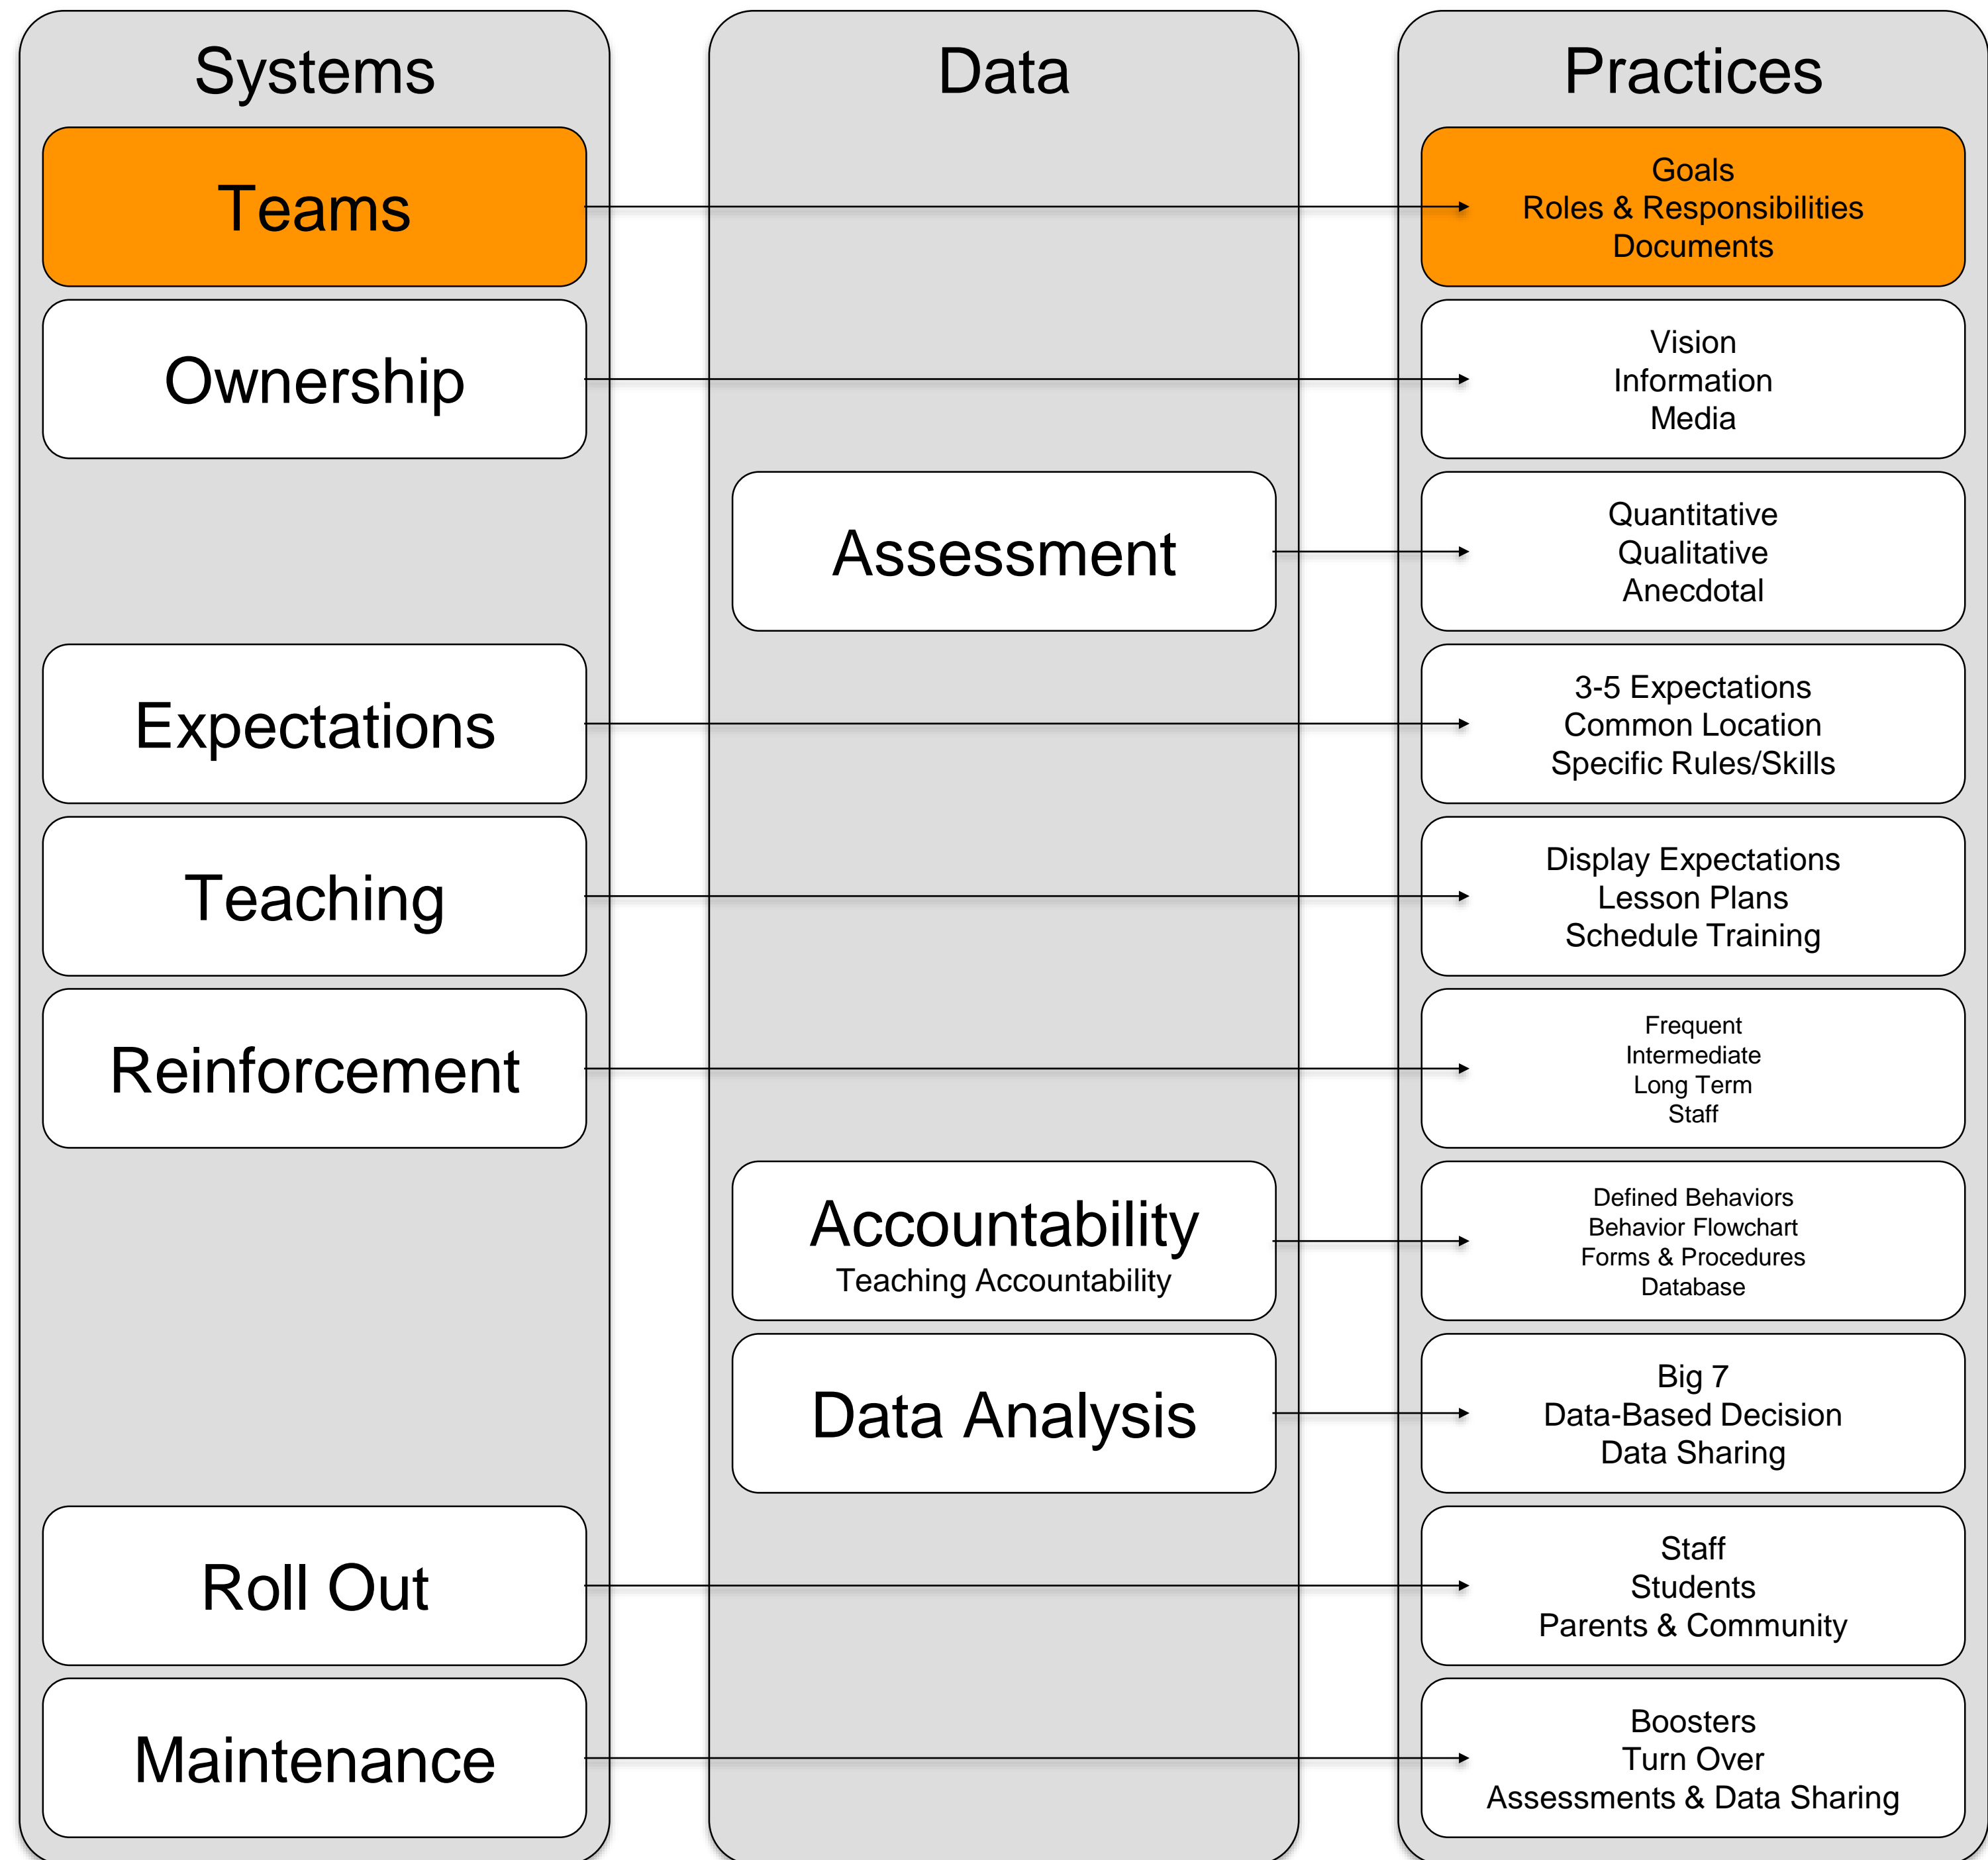 Systems
Data
Practices
Teams
Goals
Roles & Responsibilities
Documents
Ownership
Vision
Information
Media
Assessment
Quantitative
Qualitative
Anecdotal
Expectations
3-5 Expectations
Common Location
Specific Rules/Skills
Teaching
Display Expectations
Lesson Plans
Schedule Training
Reinforcement
Frequent
Intermediate
Long Term
Staff
Accountability
Teaching Accountability
Defined Behaviors
Behavior Flowchart
Forms & Procedures
Database
Data Analysis
Big 7
Data-Based Decision
Data Sharing
Roll Out
Staff
Students
Parents & Community
Maintenance
Boosters
Turn Over
Assessments & Data Sharing